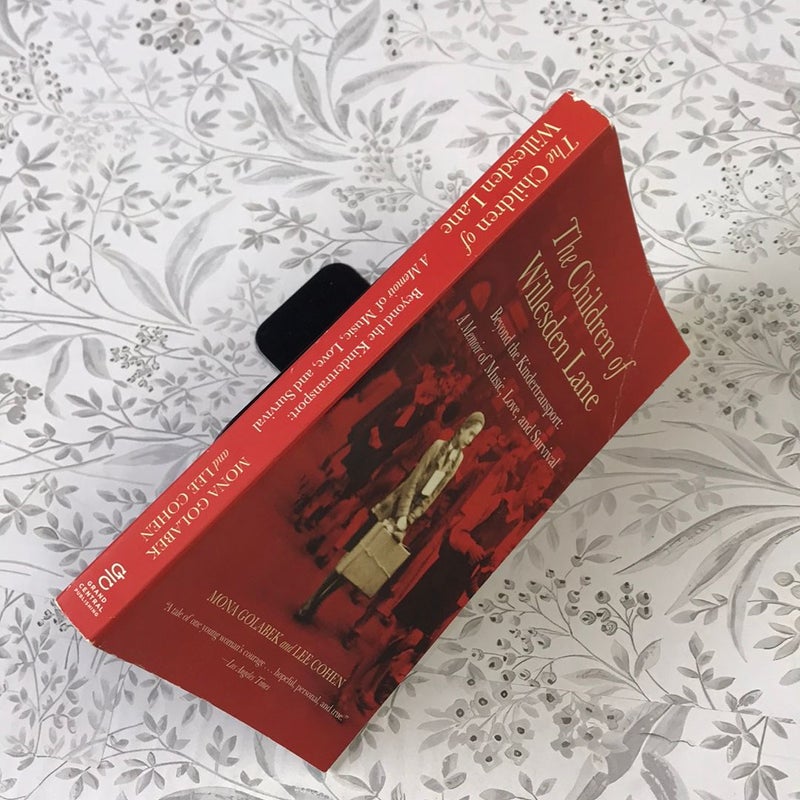 The Children of
Willesden Lane
Beyond the Kindertransport:
A Memoir of Music, Love, and Survival
MONA GOLABEK
and LEE COHEN
GRAND
CENTRAL
PUBLISHING
The Children of
Willesden Lane
Beyond the Kindertransport:
A Memoir of Music, Love, and Survival
MONA GOLABEK and LEE COHEN
"A tale of one young woman's courage . . . hopeful, personal, and true."
—Los Angeles Times